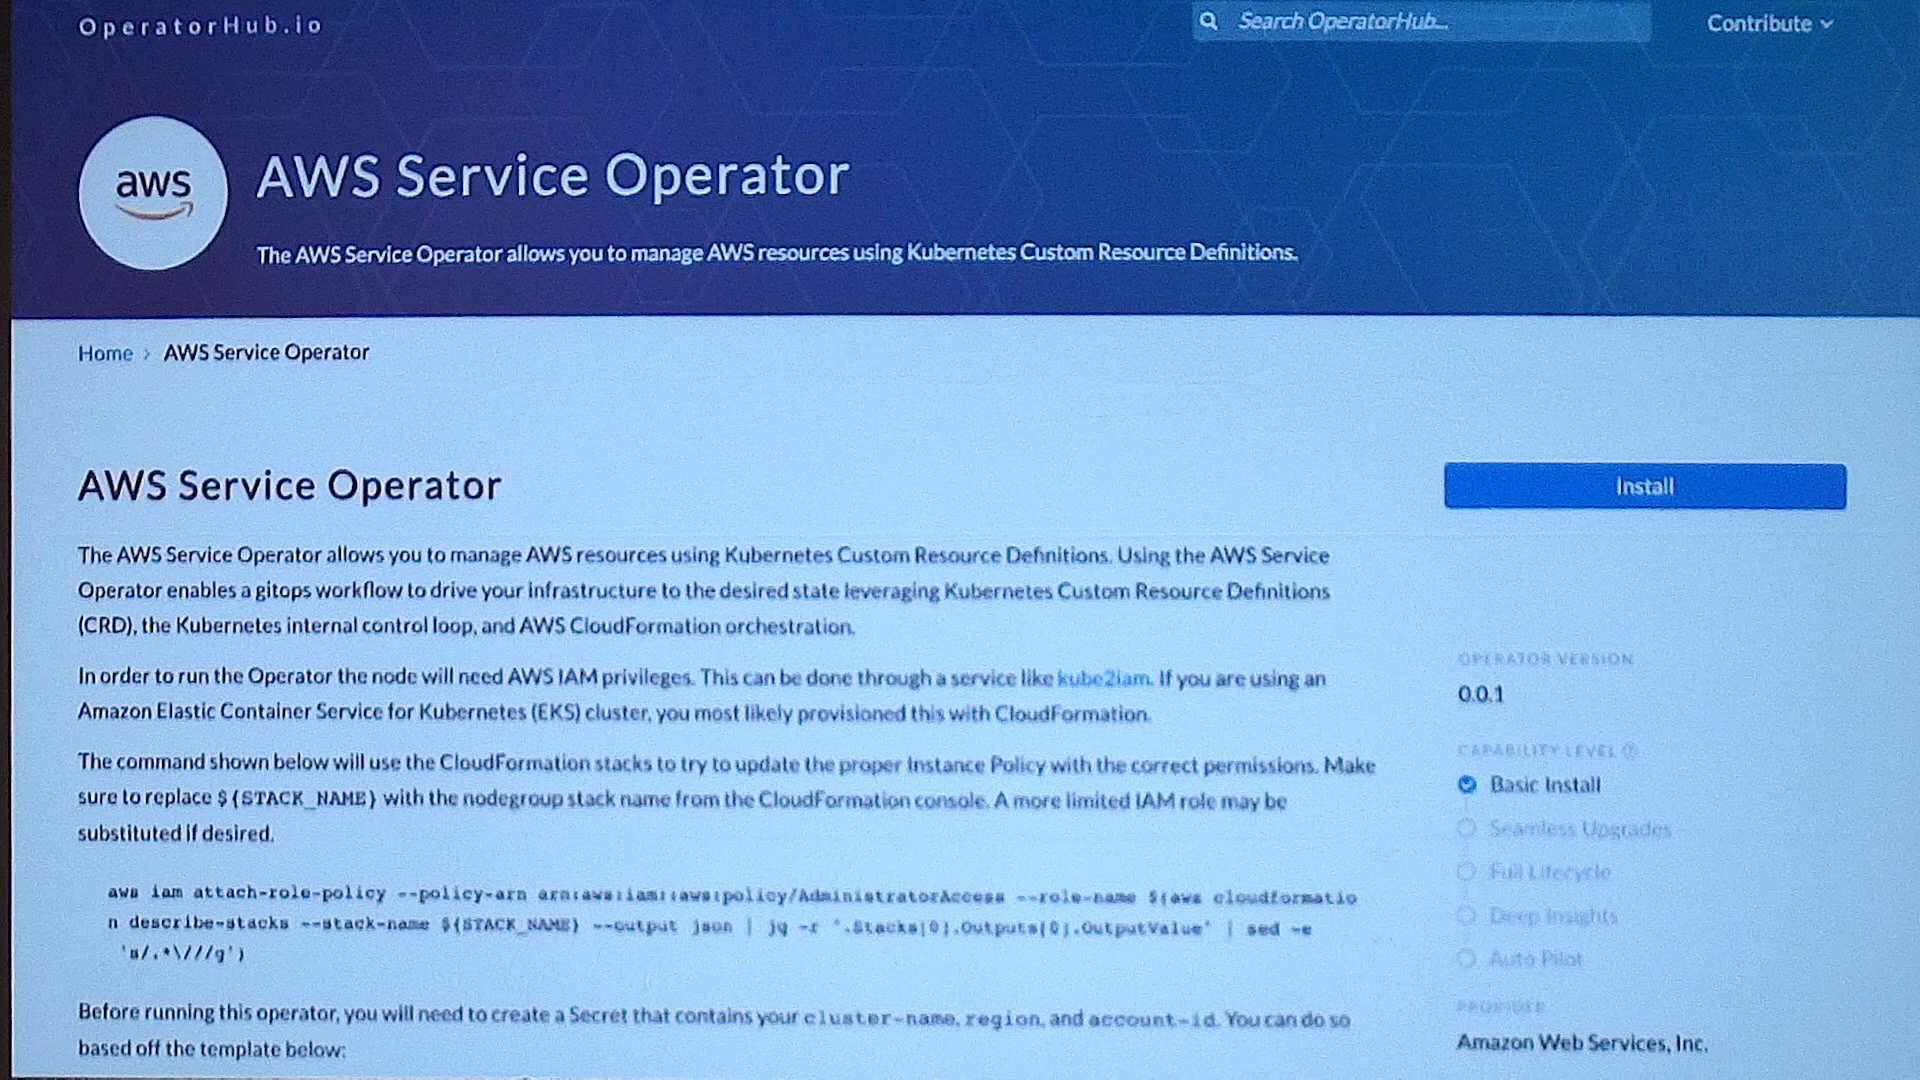 OperatorHub.io
Search OperatorHub...
Contribute
aws
AWS Service Operator
The AWS Service Operator allows you to manage AWS resources using Kubernetes Custom Resource Definitions.
Home > AWS Service Operator
AWS Service Operator
Install
The AWS Service Operator allows you to manage AWS resources using Kubernetes Custom Resource Definitions. Using the AWS Service
Operator enables a gitops workflow to drive your infrastructure to the desired state leveraging Kubernetes Custom Resource Definitions
(CRD), the Kubernetes internal control loop, and AWS CloudFormation orchestration.
In order to run the Operator the node will need AWS IAM privileges. This can be done through a service like kube2iam. If you are using an
Amazon Elastic Container Service for Kubernetes (EKS) cluster, you most likely provisioned this with CloudFormation.
The command shown below will use the CloudFormation stacks to try to update the proper Instance Policy with the correct permissions. Make
sure to replace ${STACK_NAME} with the nodegroup stack name from the CloudFormation console. A more limited IAM role may be
substituted if desired.
aws iam attach-role-policy --policy-arn arn:aws:iam::aws:policy/AdministratorAccess --role-name $(aws cloudformatio
n describe-stacks --stack-name ${STACK_NAME} --output json | jq -r '.Stacks[0].Outputs[0].OutputValue' | sed -e
's/.*\///g')
Before running this operator, you will need to create a Secret that contains your cluster-name, region, and account-id. You can do so
based off the template below:
OPERATOR VERSION
0.0.1
CAPABILITY LEVEL
Basic Install
Seamless Upgrades
Full Lifecycle
Deep Insights
Auto Pilot
PROVIDER
Amazon Web Services, Inc.